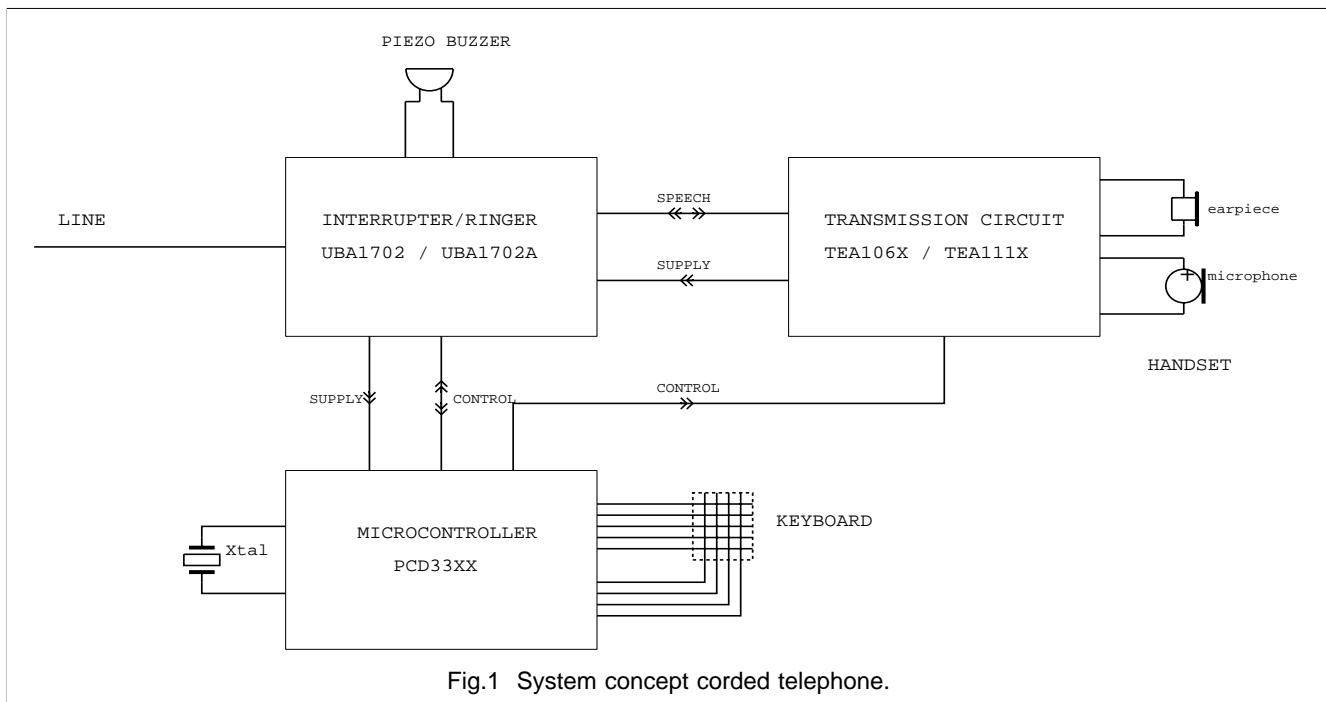 PIEZO BUZZER
LINE
INTERRUPTER/RINGER
UBA1702 / UBA1702A
SPEECH
SUPPLY
TRANSMISSION CIRCUIT
TEA106X / TEA111X
earpiece
microphone
HANDSET
SUPPLY
CONTROL
CONTROL
Xtal
MICROCONTROLLER
PCD33XX
KEYBOARD
Fig.1 System concept corded telephone.